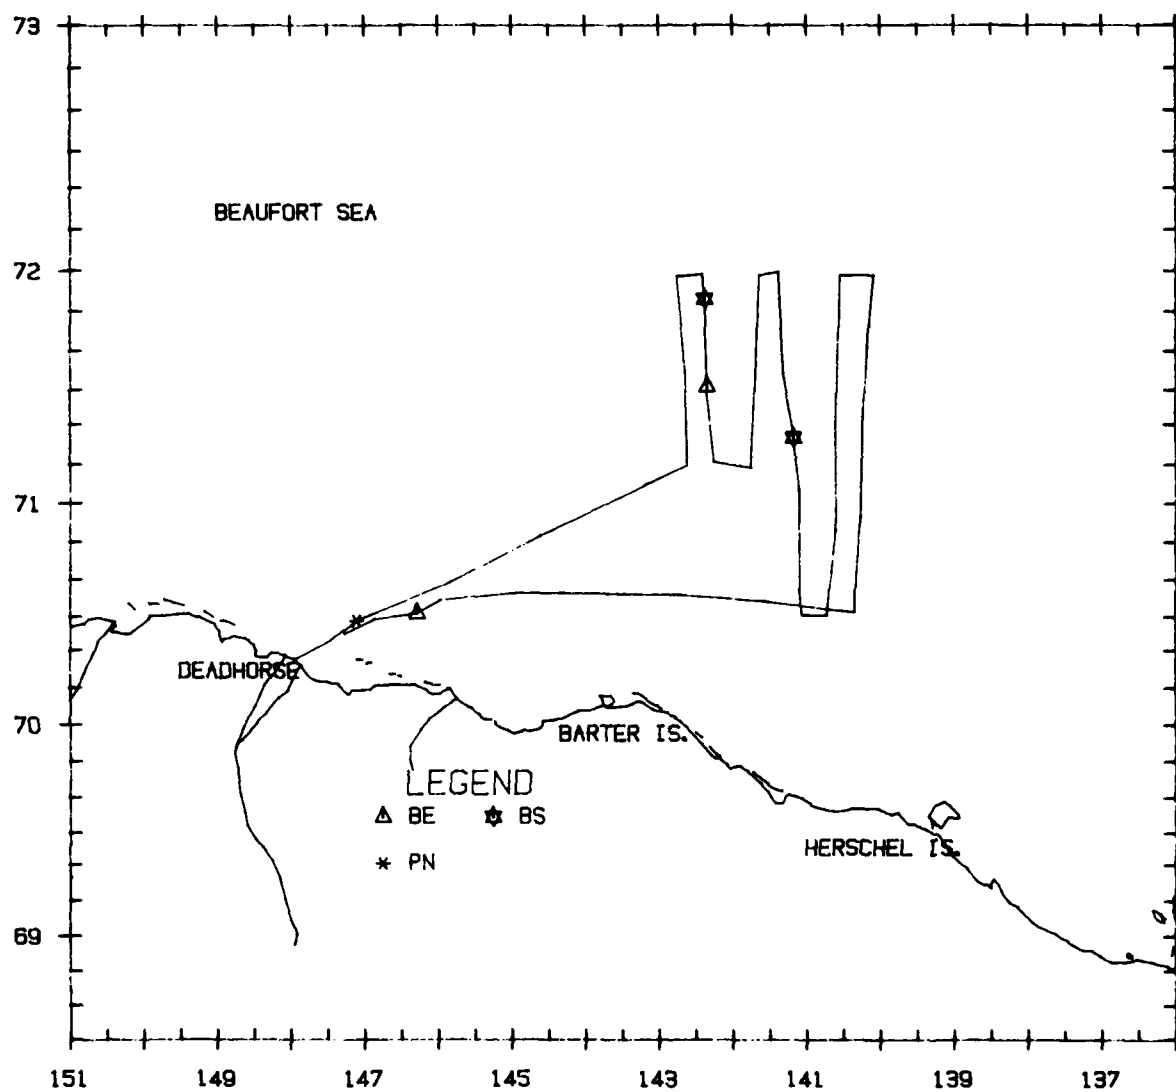 73
BEAUFORT SEA
72
71
DEADHORSE
70
BARTER IS.
LEGEND
BE BS
HERSCHEL IS.
PN
69
151 149 147 145 143 141 139 137